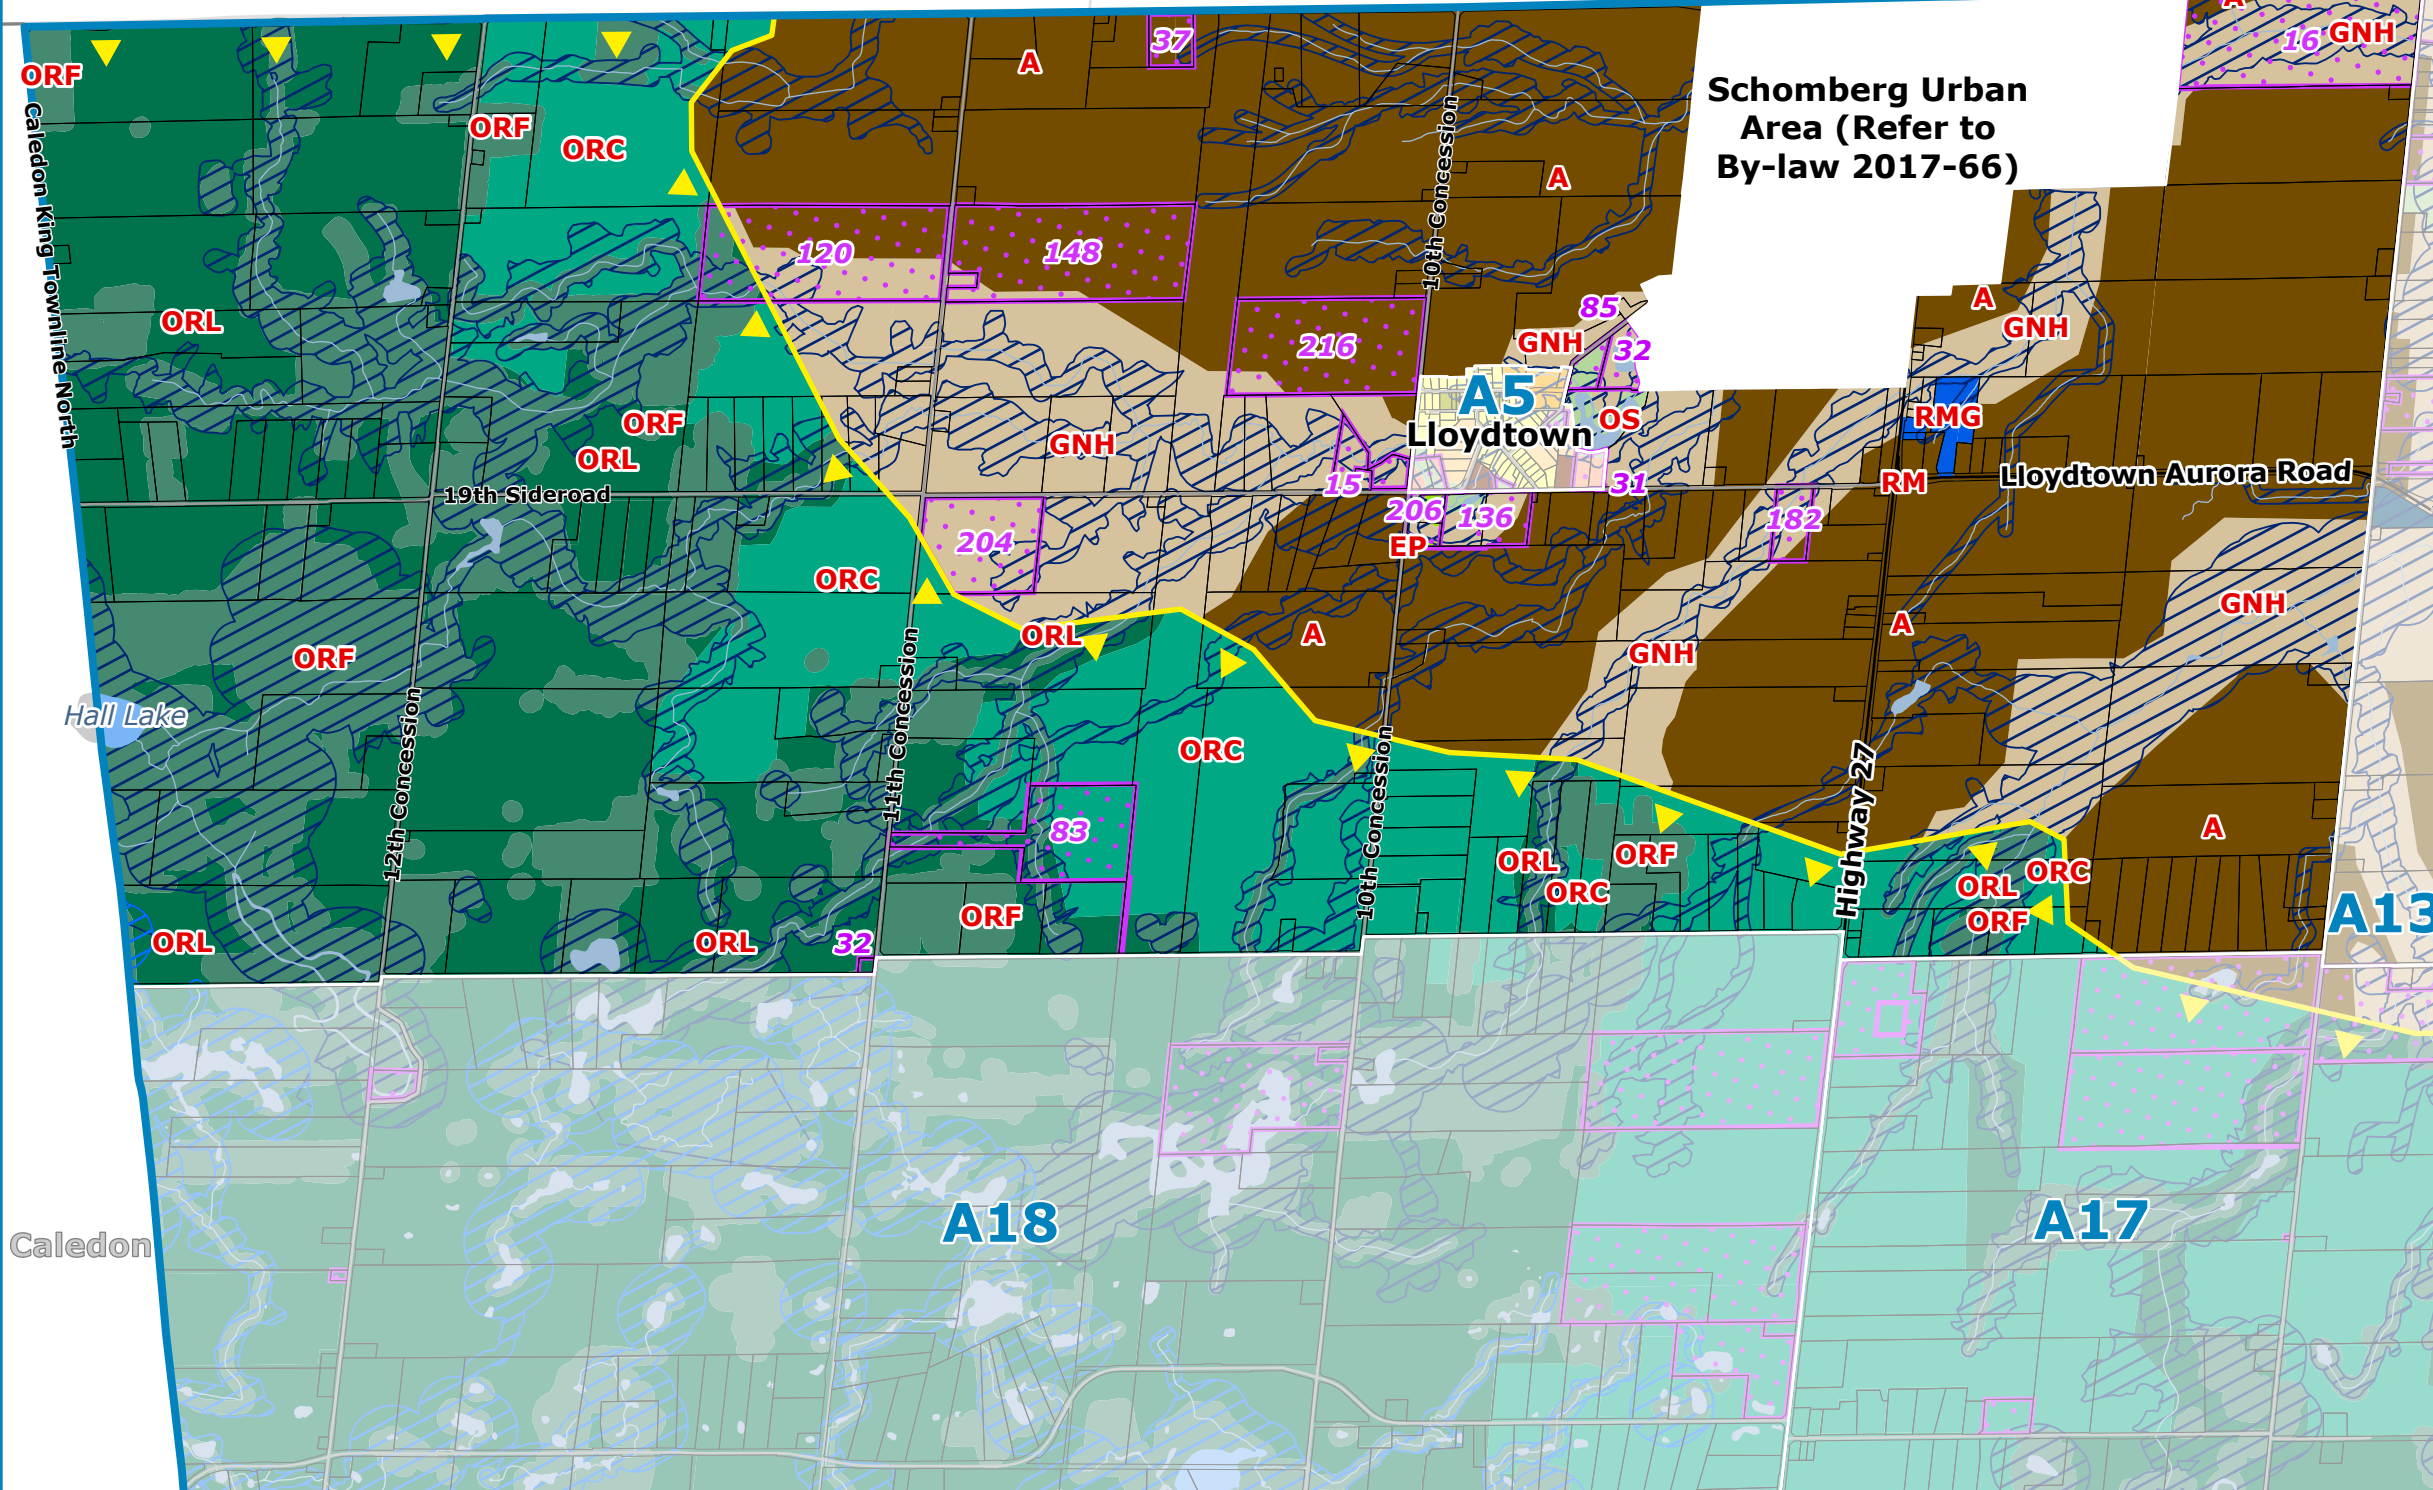 A
16
GNH
37
A
ORF
Schomberg Urban
Area (Refer to
By-law 2017-66)
ORF
ORC
Caledon King Townline North
10th Concession
A
120
148
A
85
GNH
ORL
216
GNH
32
A5
OS
RMG
ORF
Lloydtown
GNH
ORL
15
31
RM
Lloydtown Aurora Road
19th Sideroad
206
136
182
204
EP
ORC
GNH
A
ORL
A
ORF
GNH
Hall Lake
11th Concession
12th Concession
ORC
10th Concession
Highway 27
83
A
ORL
ORF
ORC
ORC
ORL
ORF
ORF
A13
ORL
ORL
32
A18
A17
Caledon